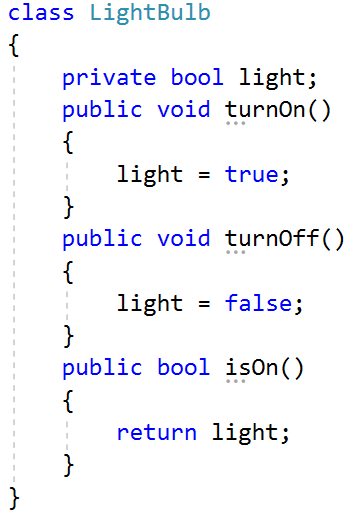 class LightBulb
{
    private bool light;
    public void turnOn()
    {
        light = true;
    }
    public void turnOff()
    {
        light = false;
    }
    public bool isOn()
    {
        return light;
    }
}